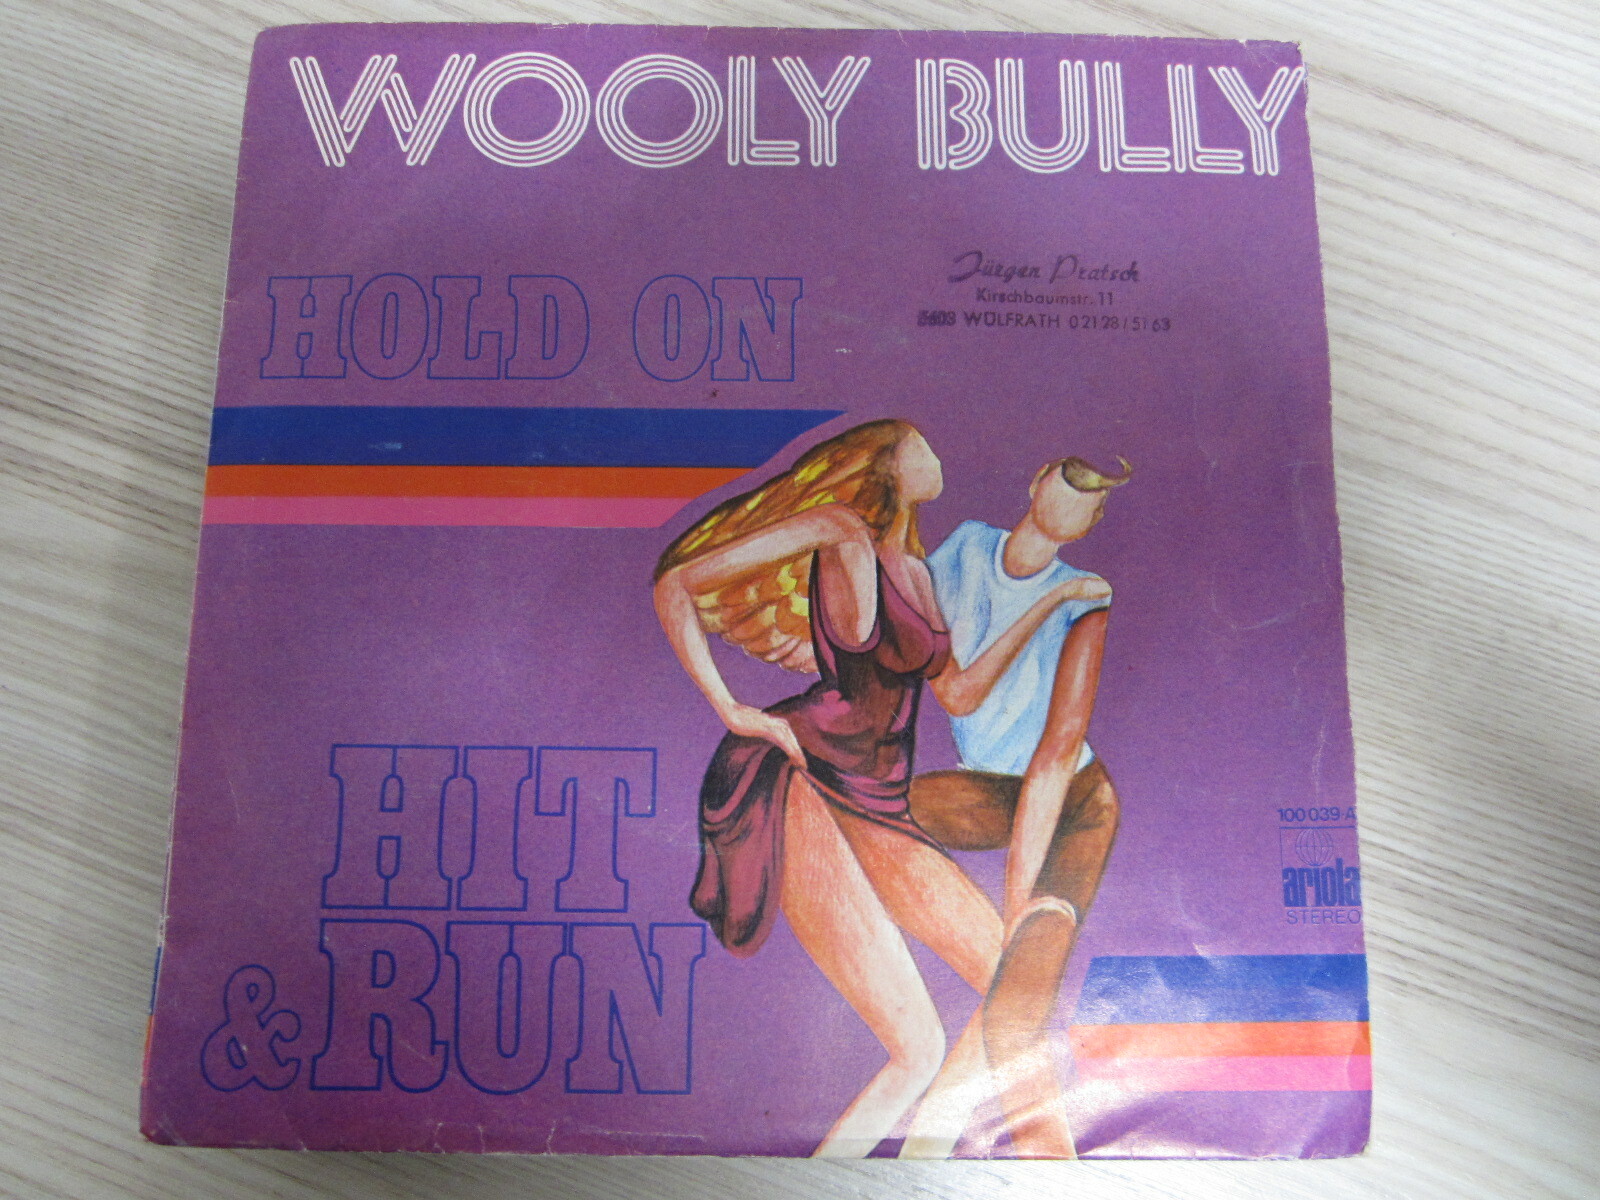 WOOLY BULLY
HOLD ON
Jürgen Pratsch
Kirschbaumstr. 11
5603 WÜLFRATH 02128/5163
HIT
& RUN
100 039 A
ariola
STEREO